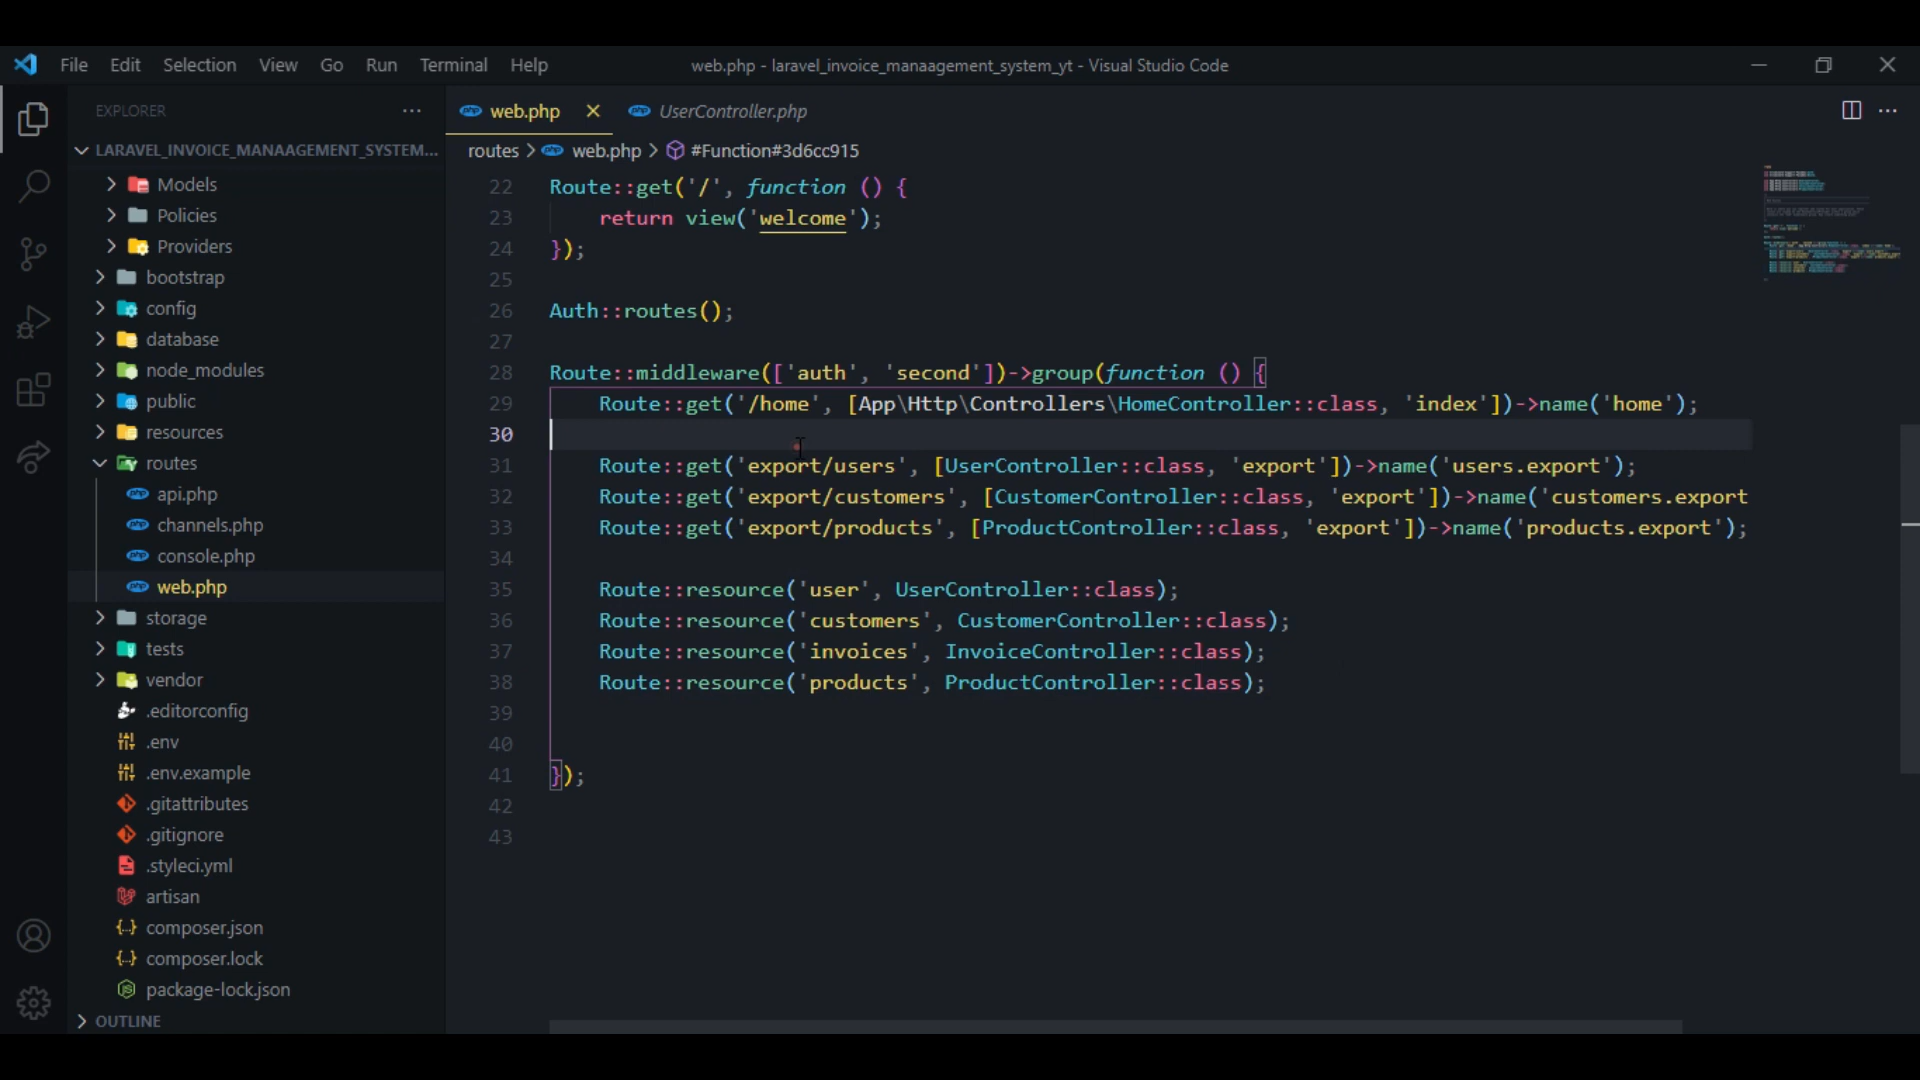 File Edit Selection View Go Run Terminal Help web.php - laravel_invoice_manaagement_system_yt - Visual Studio Code
EXPLORER
LARAVEL_INVOICE_MANAAGEMENT_SYSTEM...
Models
Policies
Providers
bootstrap
config
database
node_modules
public
resources
routes
api.php
channels.php
console.php
web.php
storage
tests
vendor
.editorconfig
.env
.env.example
.gitattributes
.gitignore
.styleci.yml
artisan
composer.json
composer.lock
package-lock.json
OUTLINE
web.php UserController.php
routes > web.php > #Function#3d6cc915
22 Route::get('/', function () {
23     return view('welcome');
24 });
25
26 Auth::routes();
27
28 Route::middleware(['auth', 'second'])->group(function () {
29     Route::get('/home', [App\Http\Controllers\HomeController::class, 'index'])->name('home');
30
31     Route::get('export/users', [UserController::class, 'export'])->name('users.export');
32     Route::get('export/customers', [CustomerController::class, 'export'])->name('customers.export
33     Route::get('export/products', [ProductController::class, 'export'])->name('products.export');
34
35     Route::resource('user', UserController::class);
36     Route::resource('customers', CustomerController::class);
37     Route::resource('invoices', InvoiceController::class);
38     Route::resource('products', ProductController::class);
39
40
41 });
42
43